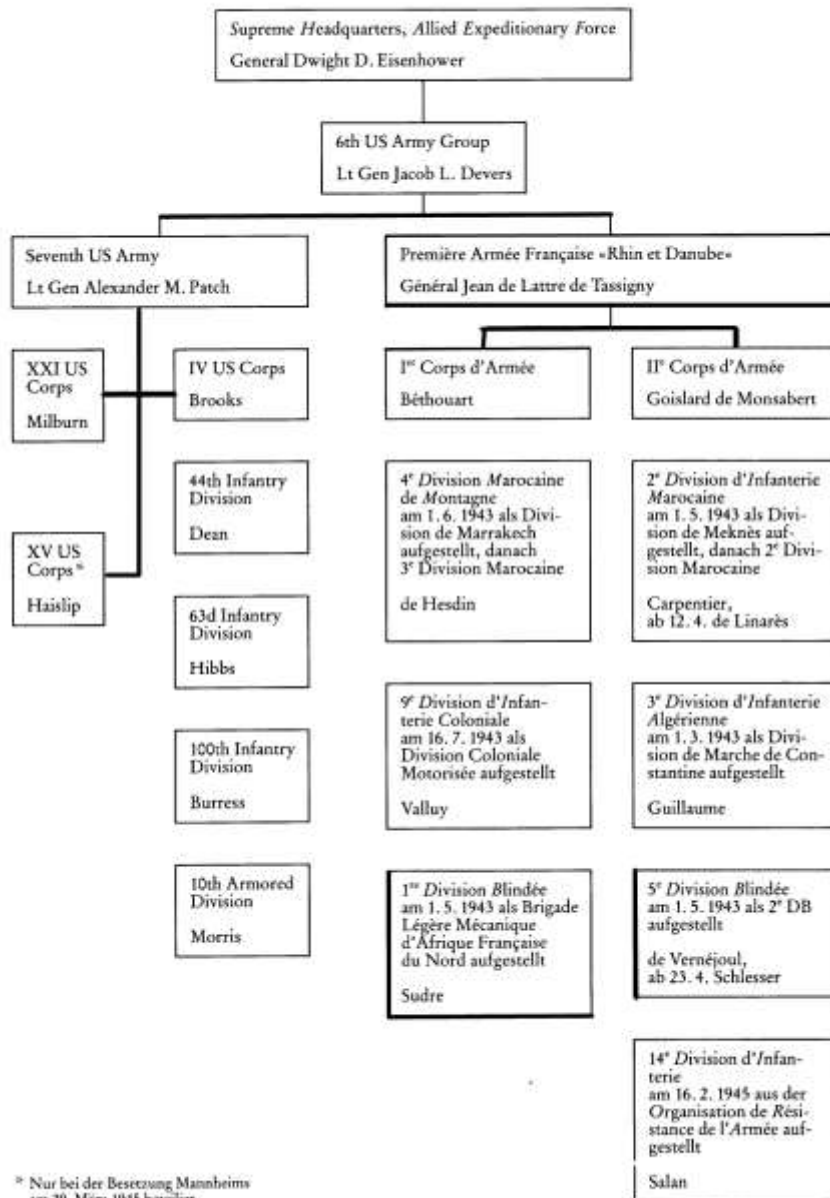 Supreme Headquarters, Allied Expeditionary Force
General Dwight D. Eisenhower
6th US Army Group
Lt Gen Jacob L. Devers
Seventh US Army
Lt Gen Alexander M. Patch
Première Armée Française «Rhin et Danube»
Général Jean de Lattre de Tassigny
XXI US
Corps
Milburn
IV US Corps
Brooks
Ier Corps d'Armée
Béthouart
IIe Corps d'Armée
Goislard de Monsabert
44th Infantry
Division
Dean
4e Division Marocaine
de Montagne
am 1. 6. 1943 als Divi-
sion de Marrakech
aufgestellt, danach
3e Division Marocaine
de Hesdin
2e Division d'Infanterie
Marocaine
am 1. 5. 1943 als Divi-
sion de Meknès auf-
gestellt, danach 2e Divi-
sion Marocaine
Carpentier,
ab 12. 4. de Linarès
XV US
Corps*
Haislip
63d Infantry
Division
Hibbs
9e Division d'Infan-
terie Coloniale
am 16. 7. 1943 als
Division Coloniale
Motorisée aufgestellt
Valluy
3e Division d'Infanterie
Algérienne
am 1. 3. 1943 als Divi-
sion de Marche de Con-
stantine aufgestellt
Guillaume
100th Infantry
Division
Burress
10th Armored
Division
Morris
1re Division Blindée
am 1. 5. 1943 als Brigade
Légère Mécanique
d'Afrique Française
du Nord aufgestellt
Sudre
5e Division Blindée
am 1. 5. 1943 als 2e DB
aufgestellt
de Vernéjoul,
ab 23. 4. Schlesser
14e Division d'Infan-
terie
am 16. 2. 1945 aus der
Organisation de Rési-
stance de l'Armée auf-
gestellt
Salan
* Nur bei der Besetzung Mannheims
am 29. März 1945